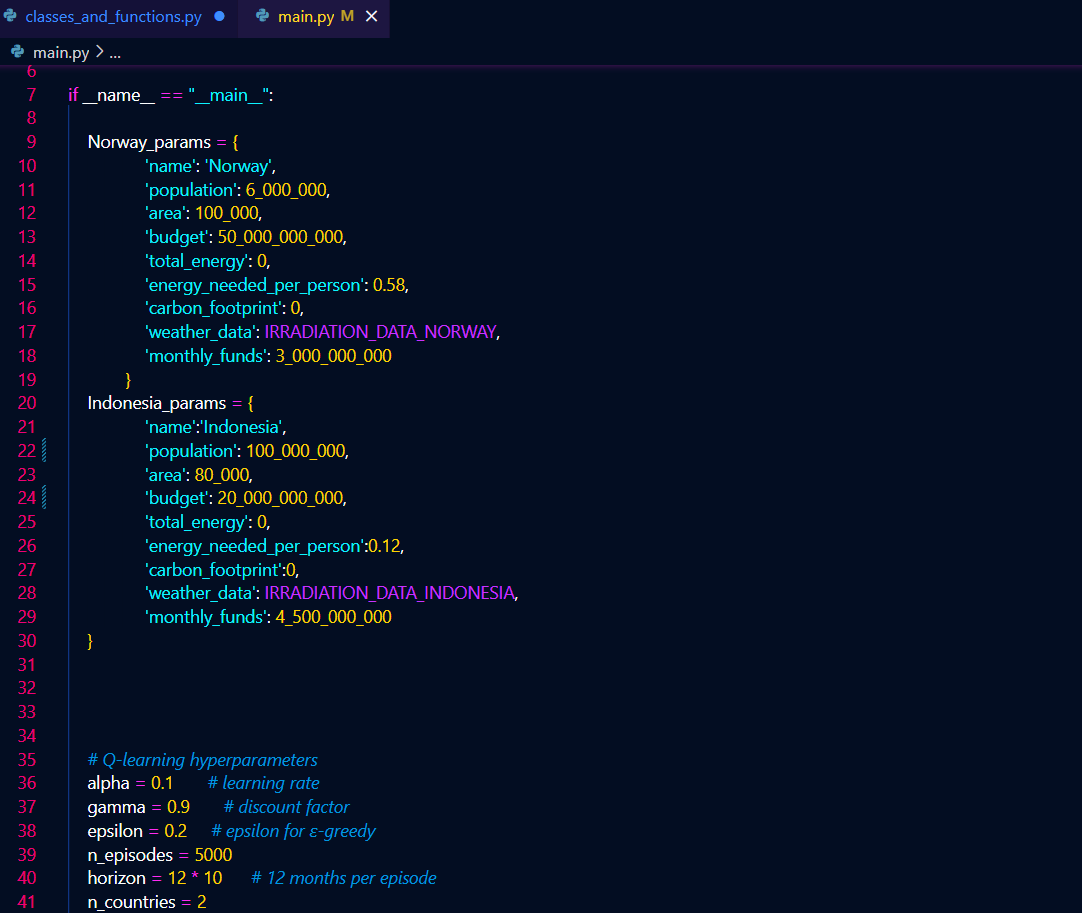 classes_and_functions.py
main.py M
main.py > ...
6
7 if __name__ == "__main__":
8
9 Norway_params = {
10 'name': 'Norway',
11 'population': 6_000_000,
12 'area': 100_000,
13 'budget': 50_000_000_000,
14 'total_energy': 0,
15 'energy_needed_per_person': 0.58,
16 'carbon_footprint': 0,
17 'weather_data': IRRADIATION_DATA_NORWAY,
18 'monthly_funds': 3_000_000_000
19 }
20 Indonesia_params = {
21 'name':'Indonesia',
22 'population': 100_000_000,
23 'area': 80_000,
24 'budget': 20_000_000_000,
25 'total_energy': 0,
26 'energy_needed_per_person':0.12,
27 'carbon_footprint':0,
28 'weather_data': IRRADIATION_DATA_INDONESIA,
29 'monthly_funds': 4_500_000_000
30 }
31
32
33
34
35 # Q-learning hyperparameters
36 alpha = 0.1 # learning rate
37 gamma = 0.9 # discount factor
38 epsilon = 0.2 # epsilon for ε-greedy
39 n_episodes = 5000
40 horizon = 12 * 10 # 12 months per episode
41 n_countries = 2